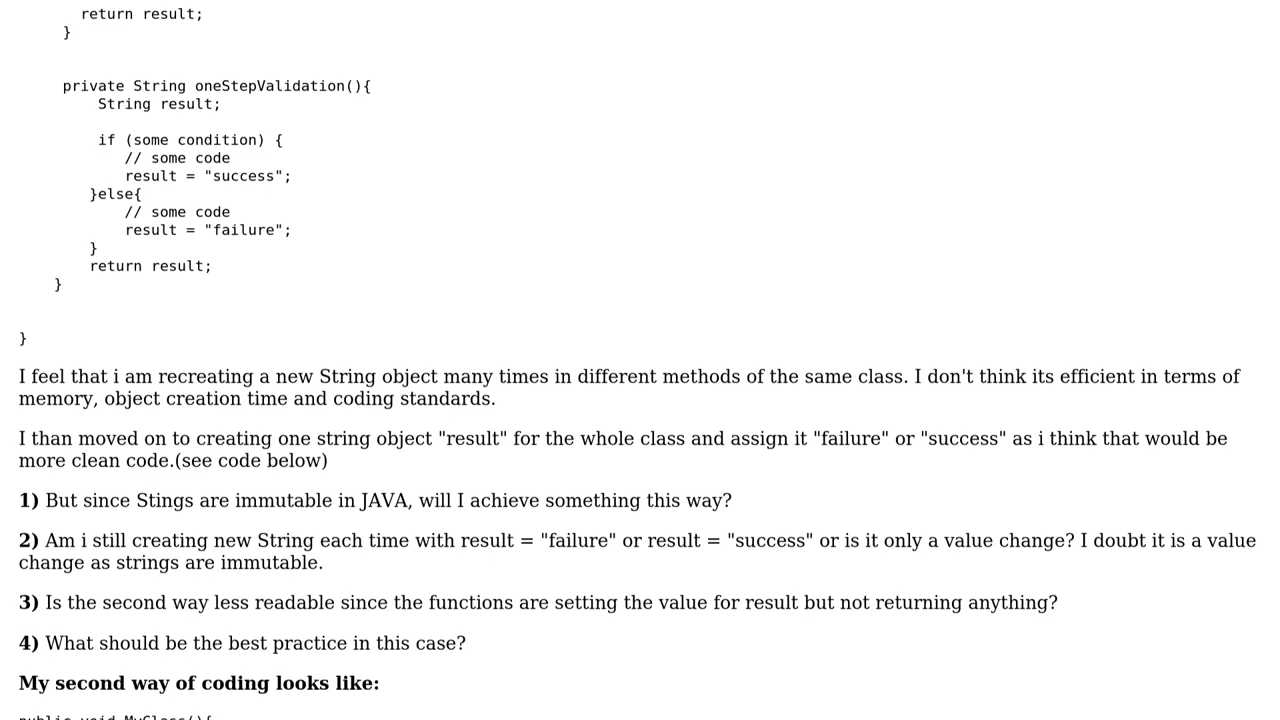 return result;
}
private String oneStepValidation(){
String result;
if (some condition) {
// some code
result = "success";
}else{
// some code
result = "failure";
}
return result;
}
}
I feel that i am recreating a new String object many times in different methods of the same class. I don't think its efficient in terms of
memory, object creation time and coding standards.
I than moved on to creating one string object "result" for the whole class and assign it "failure" or "success" as i think that would be
more clean code.(see code below)
1) But since Stings are immutable in JAVA, will I achieve something this way?
2) Am i still creating new String each time with result = "failure" or result = "success" or is it only a value change? I doubt it is a value
change as strings are immutable.
3) Is the second way less readable since the functions are setting the value for result but not returning anything?
4) What should be the best practice in this case?
My second way of coding looks like:
public void MyClass(){